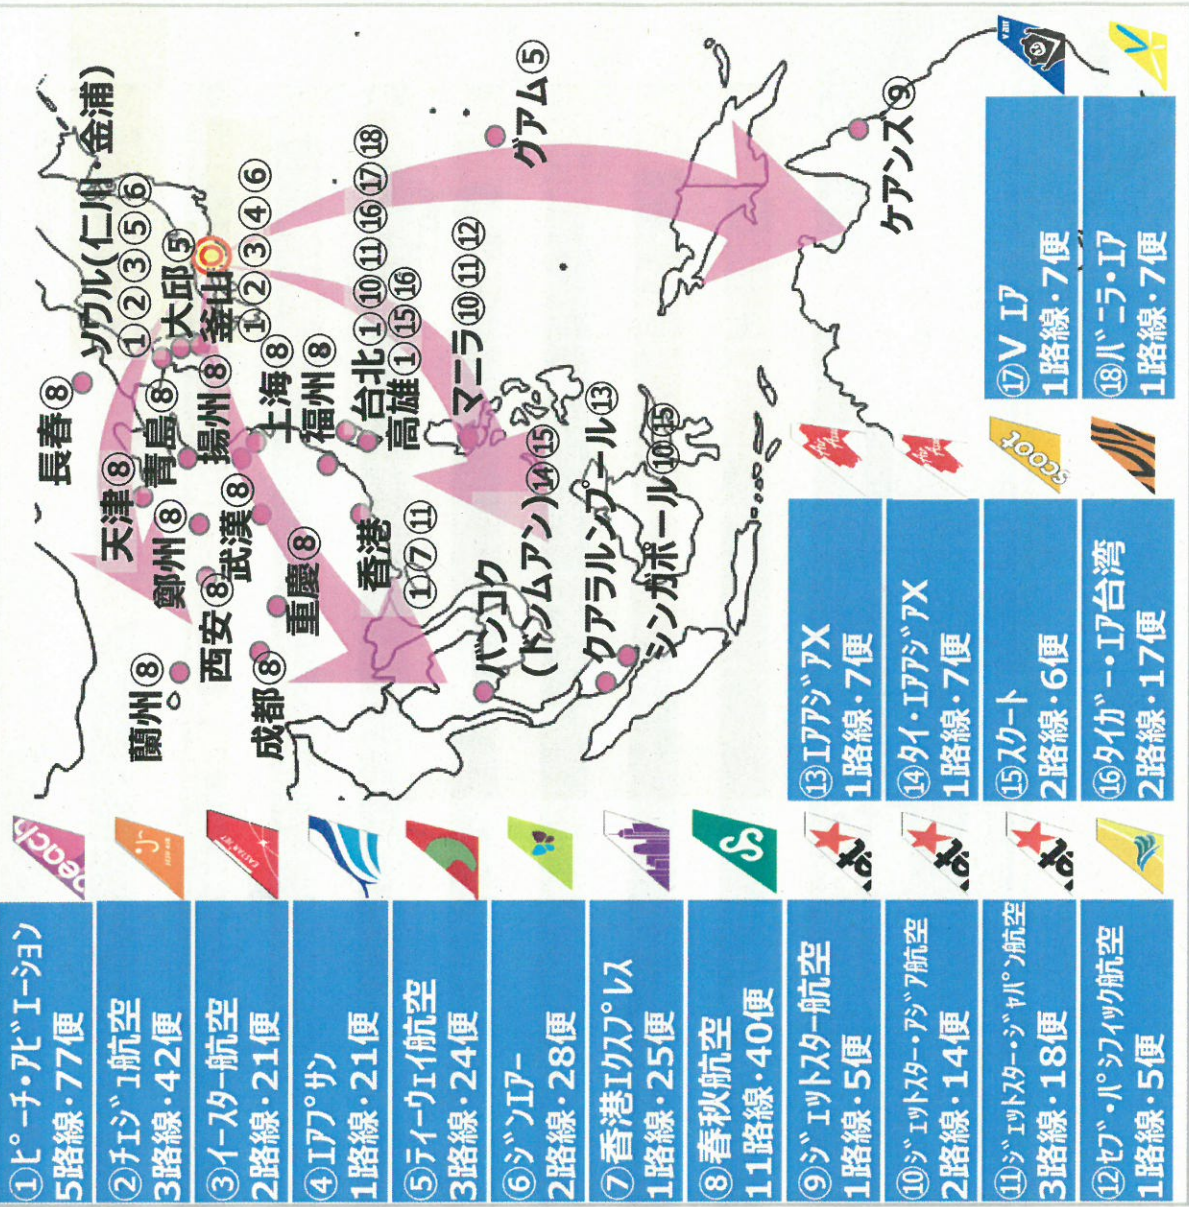 ①ピーチ・アビエーション
5路線・77便
②チェジュ航空
3路線・42便
③イースター航空
2路線・21便
④エアプサン
1路線・21便
⑤ティーウェイ航空
3路線・24便
⑥ジンエアー
2路線・28便
⑦香港エクスプレス
1路線・25便
⑧春秋航空
11路線・40便
⑨ジェットスター航空
1路線・5便
⑩ジェットスター・アジア航空
2路線・14便
⑪ジェットスター・ジャパン航空
3路線・18便
⑫セブ・パシフィック航空
1路線・5便
peach
JEJU AIR
EASTAR JET
⑬エアアジアX
1路線・7便
⑭タイ・エアアジアX
1路線・7便
⑮スクート
2路線・6便
⑯タイガー・エア台湾
2路線・17便
Air Asia
Air Asia
scoot
⑰V エア
1路線・7便
⑱バニラ・エア
1路線・7便
V air
ソウル(仁川・金浦)
①②③⑤⑥
大邱⑤
釜山
①②③④⑥
長春⑧
天津⑧
青島⑧
鄭州⑧
揚州⑧
西安⑧
武漢⑧
蘭州⑧
成都⑧
重慶⑧
上海⑧
福州⑧
台北①⑩⑪⑯⑰⑱
高雄①⑮⑯
香港
①⑦⑪
マニラ⑩⑪⑫
バンコク
(ドンムアン)⑭⑮
クアラルンプール⑬
シンガポール⑩⑮
グアム⑤
ケアンズ⑨